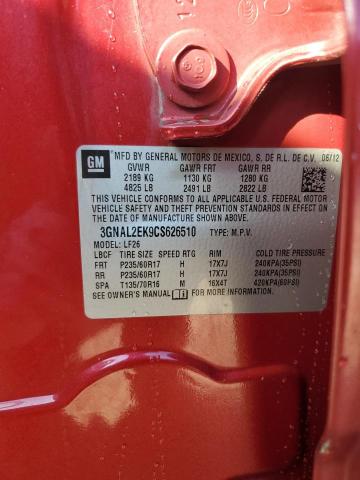 12
GM
MFD BY GENERAL MOTORS DE MEXICO, S. DE R.L. DE C.V. 06/12
GVWR GAWR FRT GAWR RR
2189 KG 1130 KG 1280 KG
4825 LB 2491 LB 2822 LB
THIS VEHICLE CONFORMS TO ALL APPLICABLE
FEDERAL MOTOR VEHICLE SAFETY AND THEFT
PREVENTION STANDARDS IN EFFECT ON THE DATE
OF MANUFACTURE SHOWN ABOVE.
3GNAL2EK9CS626510 TYPE: M.P.V.
MODEL: LF26
LBCF TIRE SIZE SPEED RTG RIM COLD TIRE PRESSURE
FRT P235/60R17 H 17X7J 240KPA(35PSI)
RR P235/60R17 H 17X7J 240KPA(35PSI)
SPA T135/70R16 M 16X4T 420KPA(60PSI)
SEE OWNER'S MANUAL FOR MORE INFORMATION.